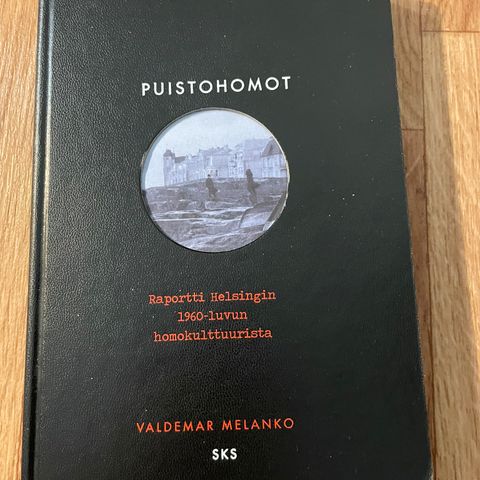 PUISTOHOMOT
Raportti Helsingin
1960-luvun
homokulttuurista
VALDEMAR MELANKO
SKS